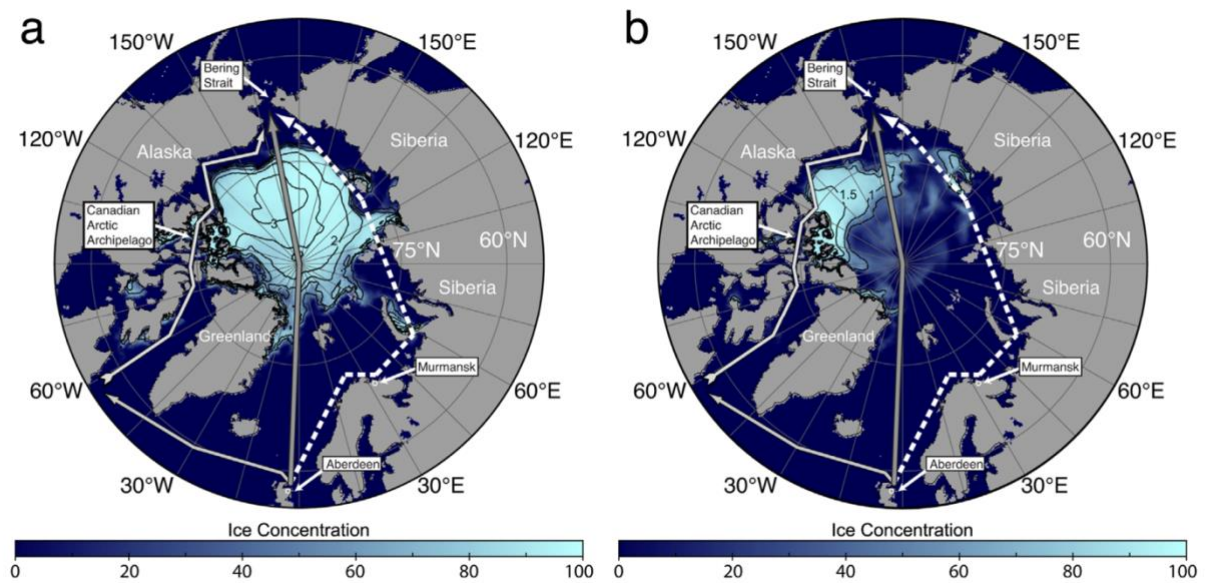 a
150°W
150°E
Bering
Strait
120°W
120°E
Alaska
Siberia
Canadian
Arctic
Archipelago
3
2
75°N
60°N
Siberia
Greenland
Murmansk
60°W
60°E
Aberdeen
30°W
30°E
Ice Concentration
0 20 40 60 80 100
b
150°W
150°E
Bering
Strait
120°W
120°E
Alaska
Siberia
1.5
Canadian
Arctic
Archipelago
75°N
60°N
Siberia
Greenland
Murmansk
60°W
60°E
Aberdeen
30°W
30°E
Ice Concentration
0 20 40 60 80 100